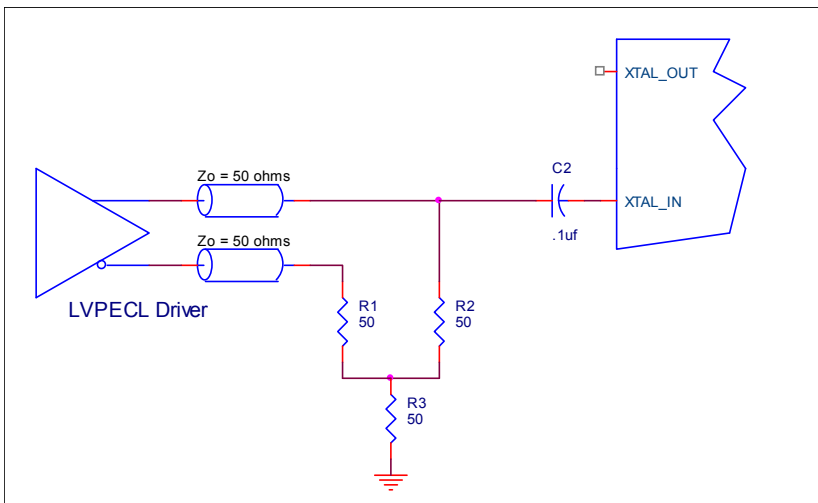 XTAL_OUT
Zo = 50 ohms
C2
XTAL_IN
.1uf
Zo = 50 ohms
LVPECL Driver
R1
50
R2
50
R3
50